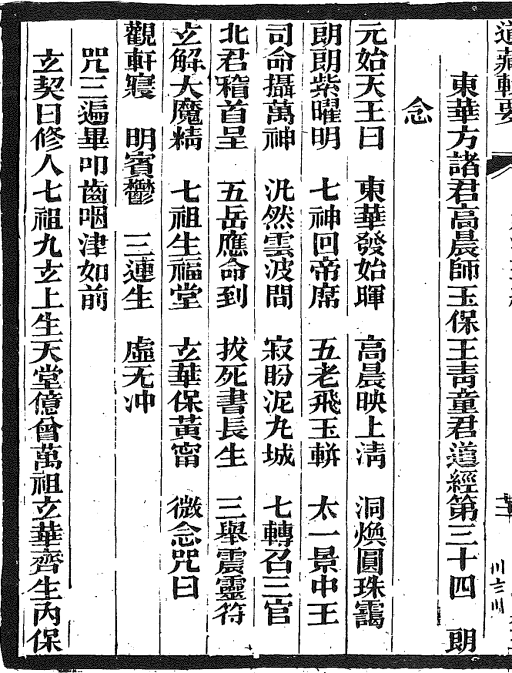 道藏輯要
東華方諸君高晨師玉保王靑童君道經第三十四 朗
念
元始天王曰 東華發始暉 高晨映上淸 洞煥圓珠靄
朗朗紫曜明 七神回帝席 五老飛玉軿 太一景中王
司命攝萬神 汎然雲波間 寂盼泥九城 七轉召三官
北君稽首呈 五岳應命到 拔死書長生 三舉震靈符
玄解大魔精 七祖生福堂 玄華保黃甯 微念咒曰
觀軒寢 明賓鬱 三連生 虛无冲
咒三遍畢叩齒咽津如前
玄契曰修人七祖九玄上生天堂億曾萬祖玄華齊生內保